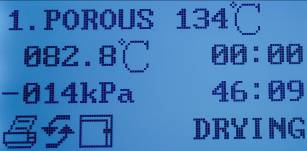 1.POROUS 134℃
082.8℃ 00:00
-014kPa 46:09
DRYING